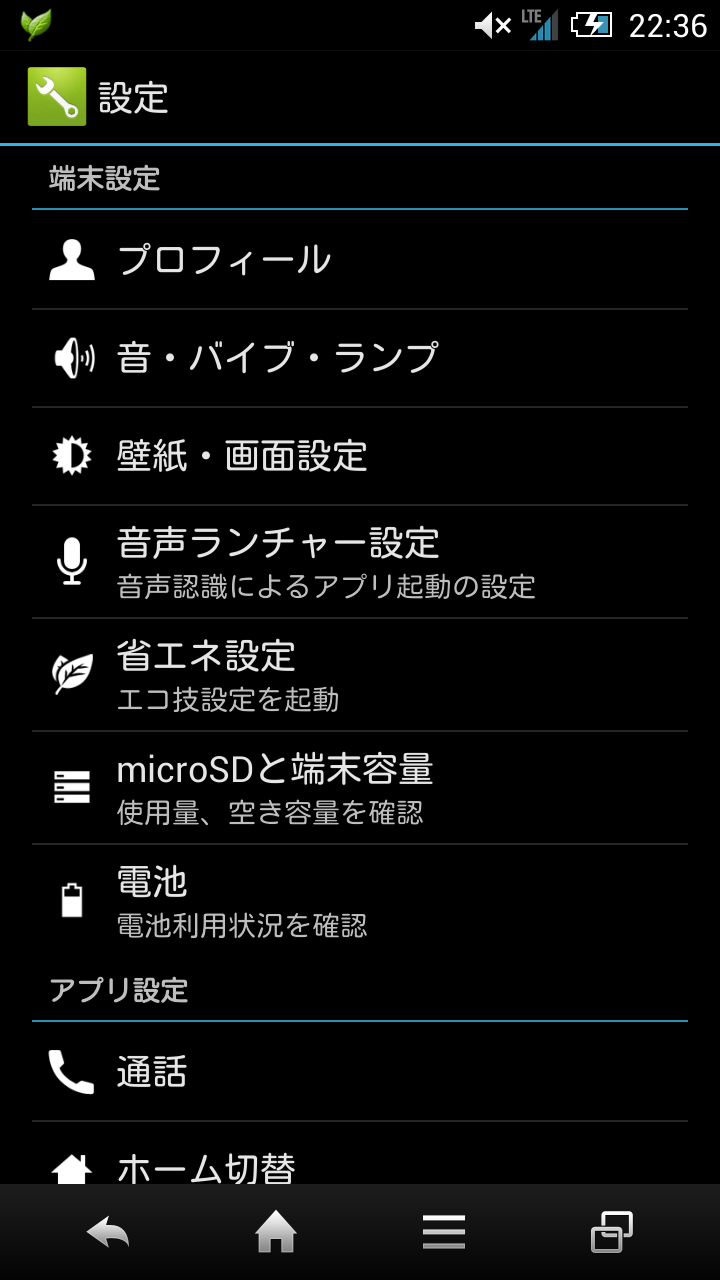 LTE 22:36
設定
端末設定
プロフィール
音・バイブ・ランプ
壁紙・画面設定
音声ランチャー設定
音声認識によるアプリ起動の設定
省エネ設定
エコ技設定を起動
microSDと端末容量
使用量、空き容量を確認
電池
電池利用状況を確認
アプリ設定
通話
ホーム切替